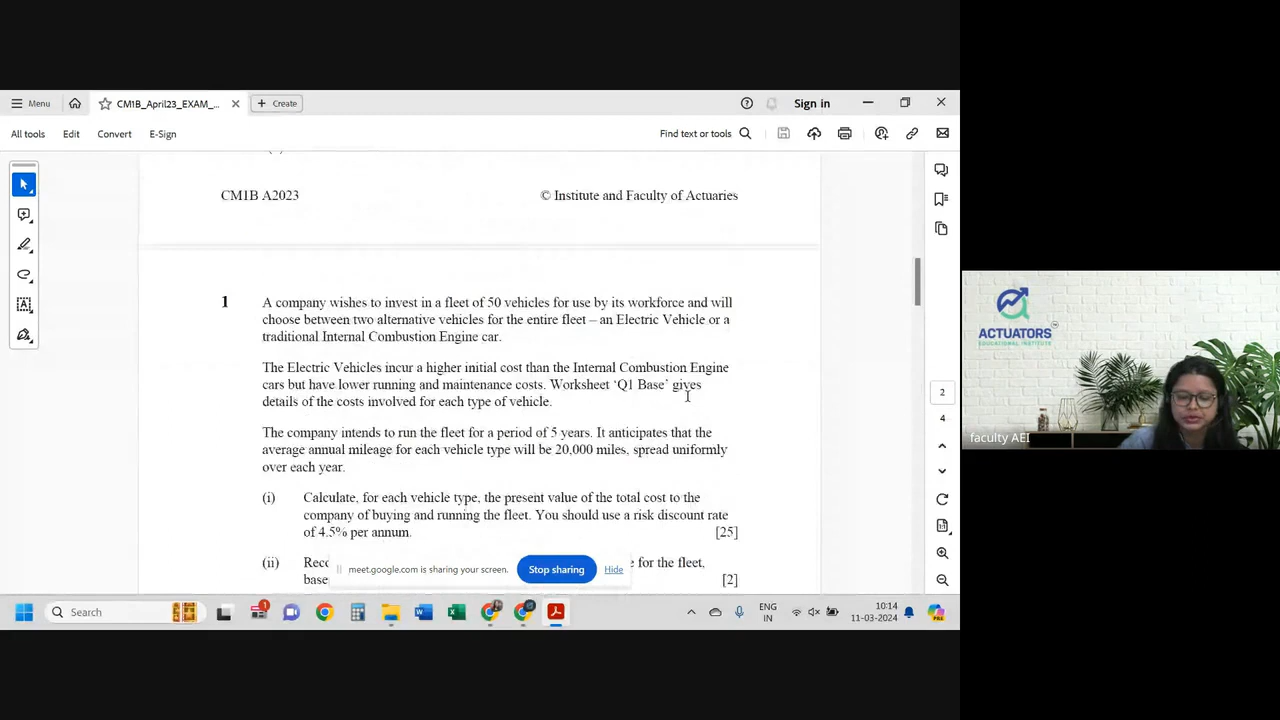 Menu
CM1B_April23_EXAM_...
Create
Sign in
All tools
Edit
Convert
E-Sign
Find text or tools
CM1B A2023
© Institute and Faculty of Actuaries
1
A company wishes to invest in a fleet of 50 vehicles for use by its workforce and will
choose between two alternative vehicles for the entire fleet – an Electric Vehicle or a
traditional Internal Combustion Engine car.
The Electric Vehicles incur a higher initial cost than the Internal Combustion Engine
cars but have lower running and maintenance costs. Worksheet ‘Q1 Base’ gives
details of the costs involved for each type of vehicle.
The company intends to run the fleet for a period of 5 years. It anticipates that the
average annual mileage for each vehicle type will be 20,000 miles, spread uniformly
over each year.
(i) Calculate, for each vehicle type, the present value of the total cost to the
company of buying and running the fleet. You should use a risk discount rate
of 4.5% per annum. [25]
(ii) for the fleet,
[2]
meet.google.com is sharing your screen.
Stop sharing
Hide
2
4
ACTUATORS
EDUCATIONAL INSTITUTE
TM
faculty AEI
Search
1
ENG
IN
10:14
11-03-2024
PRE